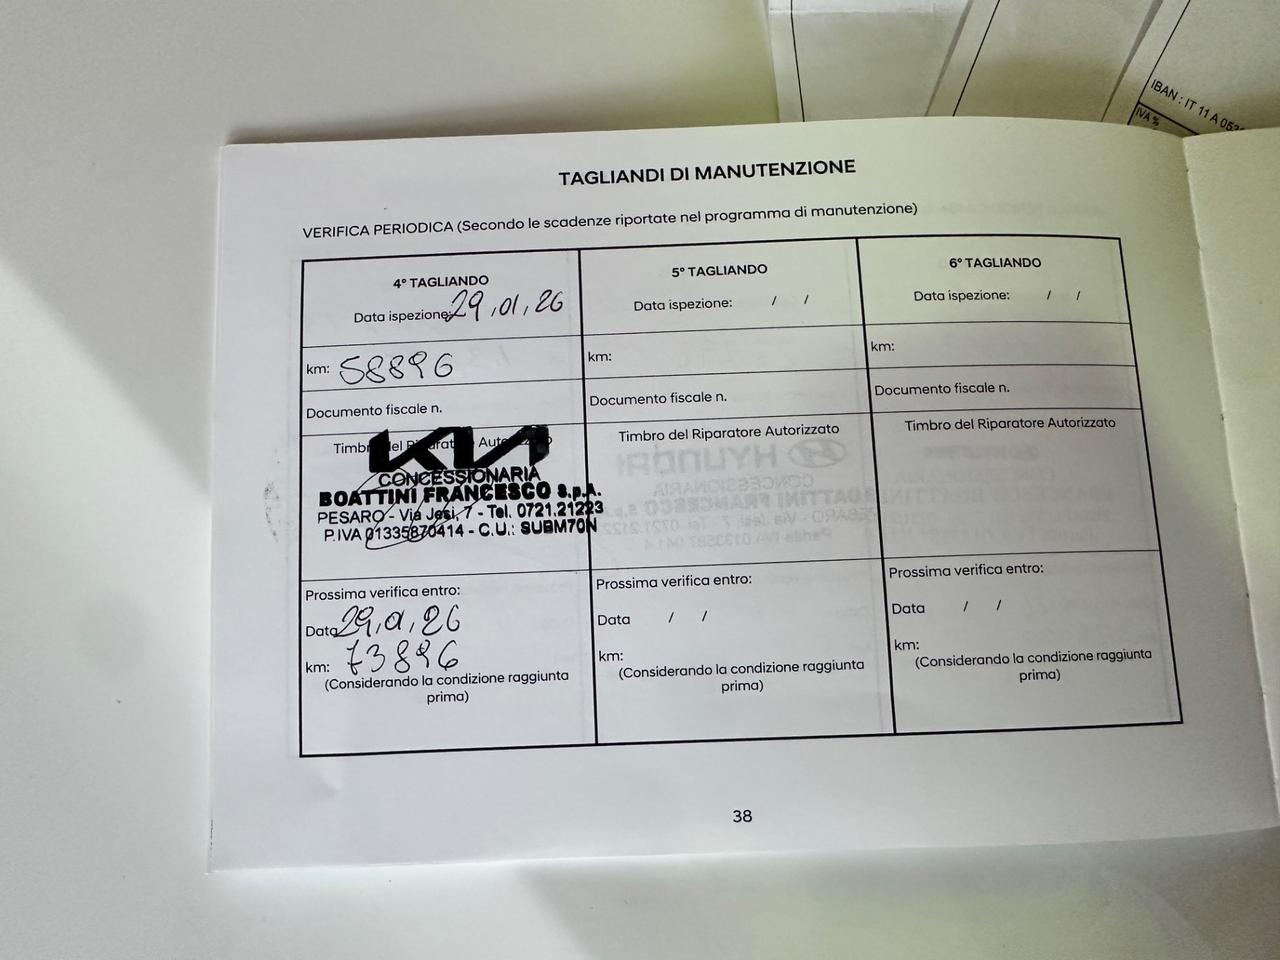 IBAN : IT 11 A 053
IVA %
TAGLIANDI DI MANUTENZIONE
VERIFICA PERIODICA (Secondo le scadenze riportate nel programma di manutenzione)
4° TAGLIANDO
Data ispezione: 29,01,26
km: 58896
Documento fiscale n.
Timbro del Riparatore Autorizzato
KIA
CONCESSIONARIA
BOATTINI FRANCESCO S.p.A.
PESARO - Via Jesi, 7 - Tel. 0721.21223
P.IVA 01335870414 - C.U.: SUBM70N
Prossima verifica entro:
Data 29,01,26
km: 73896
(Considerando la condizione raggiunta
prima)
5° TAGLIANDO
Data ispezione: / /
km:
Documento fiscale n.
Timbro del Riparatore Autorizzato
Prossima verifica entro:
Data / /
km:
(Considerando la condizione raggiunta
prima)
6° TAGLIANDO
Data ispezione: / /
km:
Documento fiscale n.
Timbro del Riparatore Autorizzato
Prossima verifica entro:
Data / /
km:
(Considerando la condizione raggiunta
prima)
38